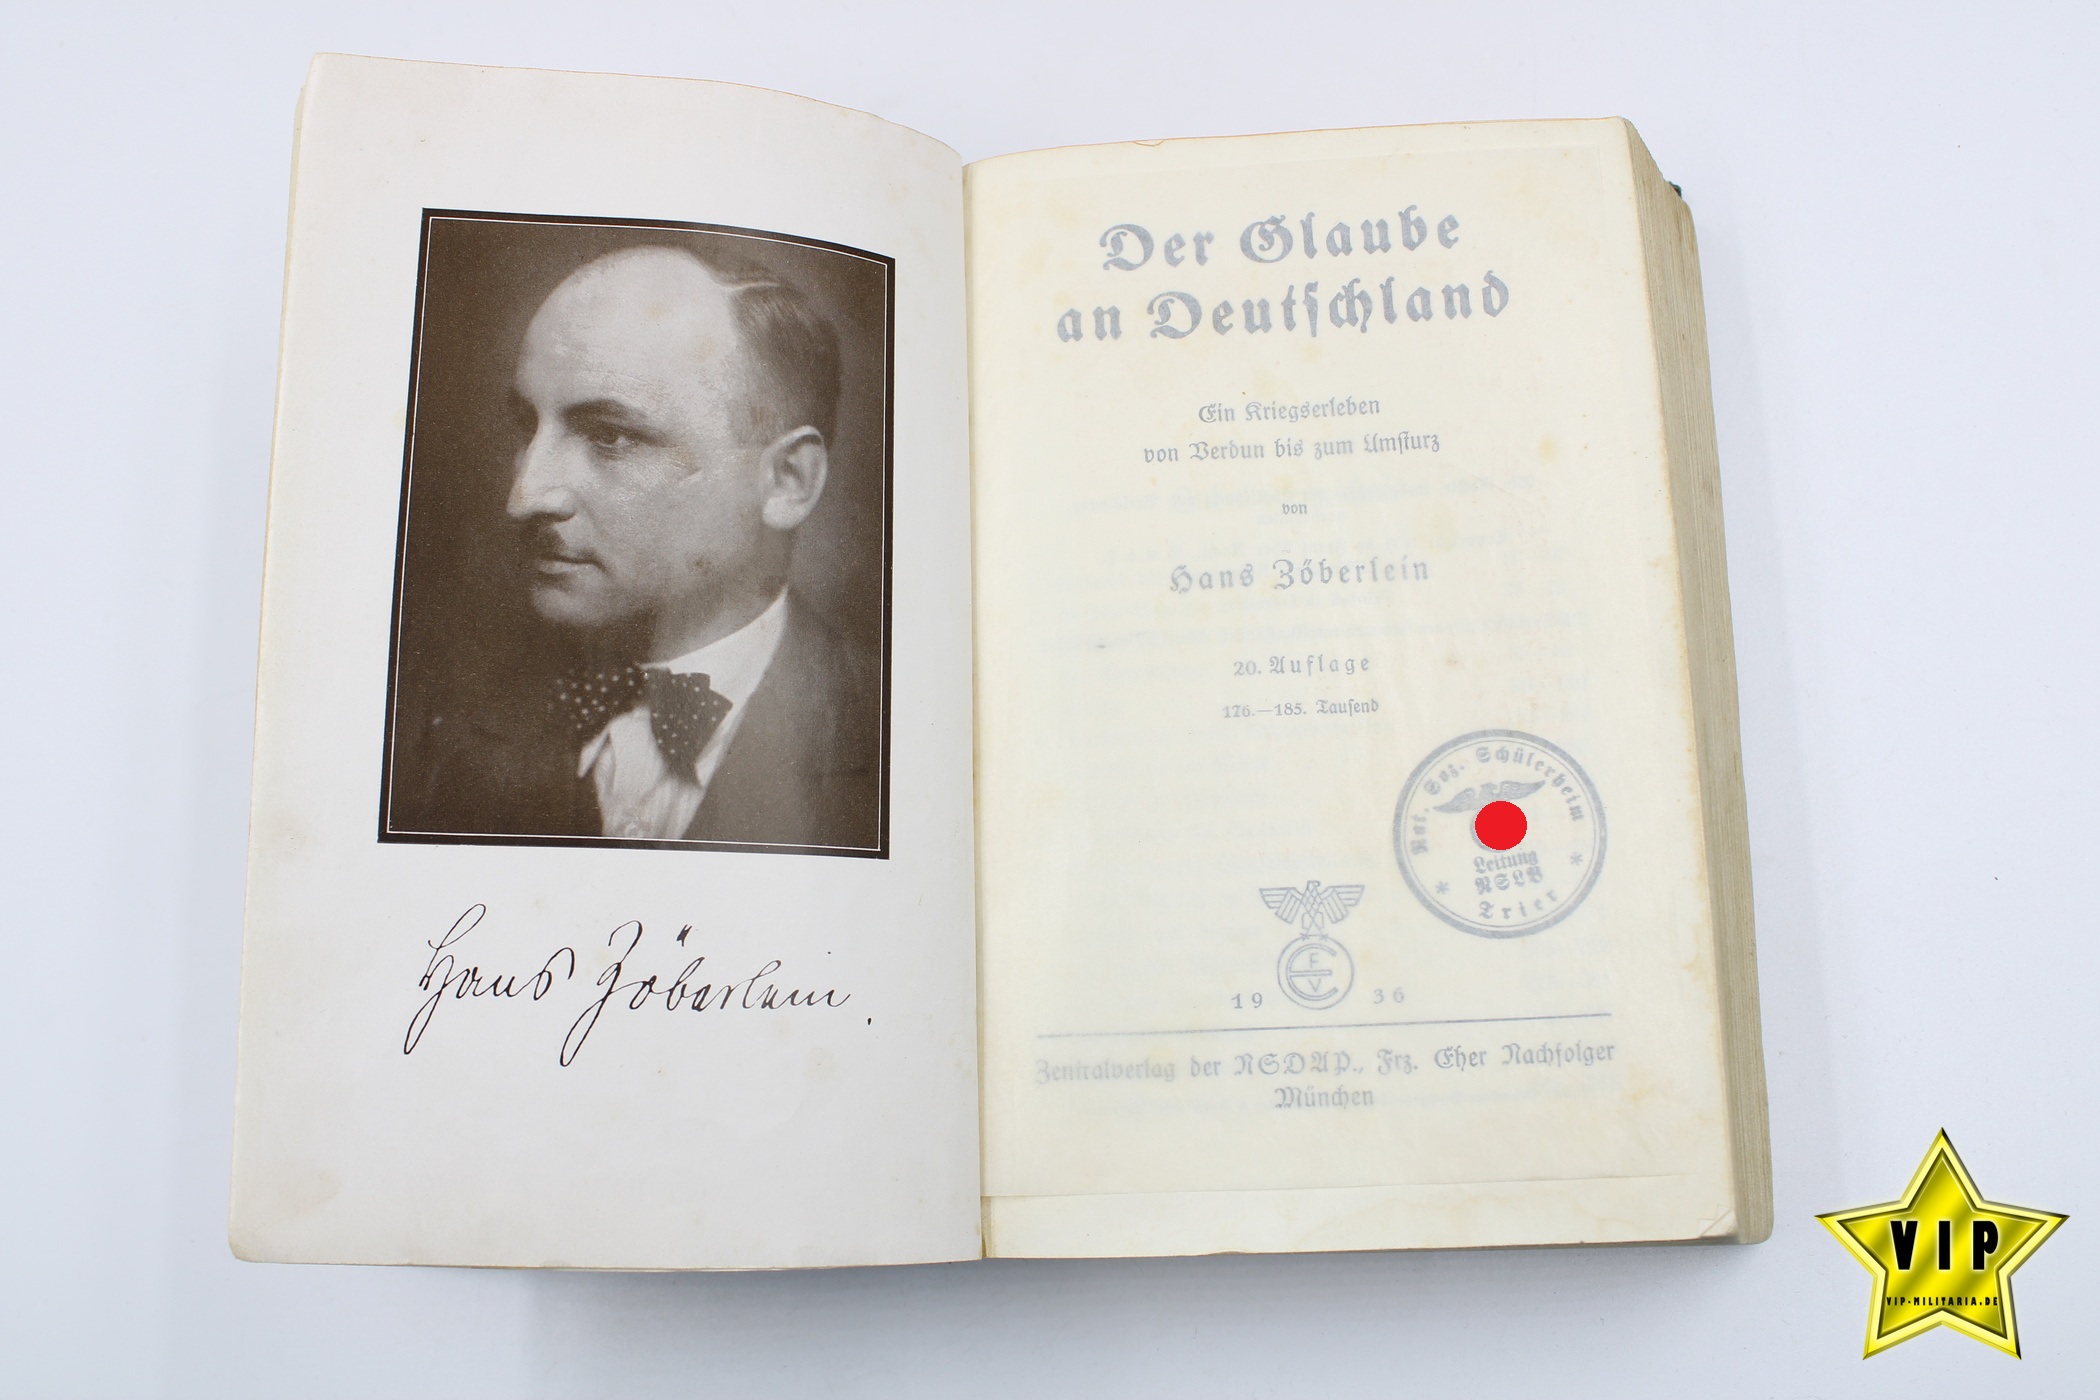 Hans Zöberlein.
Der Glaube
an Deutschland
Ein Kriegserleben
von Verdun bis zum Umsturz
von
Hans Zöberlein
20. Auflage
176.—185. Tausend
Nat. Soz. Schülerheim
Leitung
NSLB
* Trier *
F
V
19 36
Zentralverlag der NSDAP., Frz. Eher Nachfolger
München
VIP
VIP-MILITARIA.DE